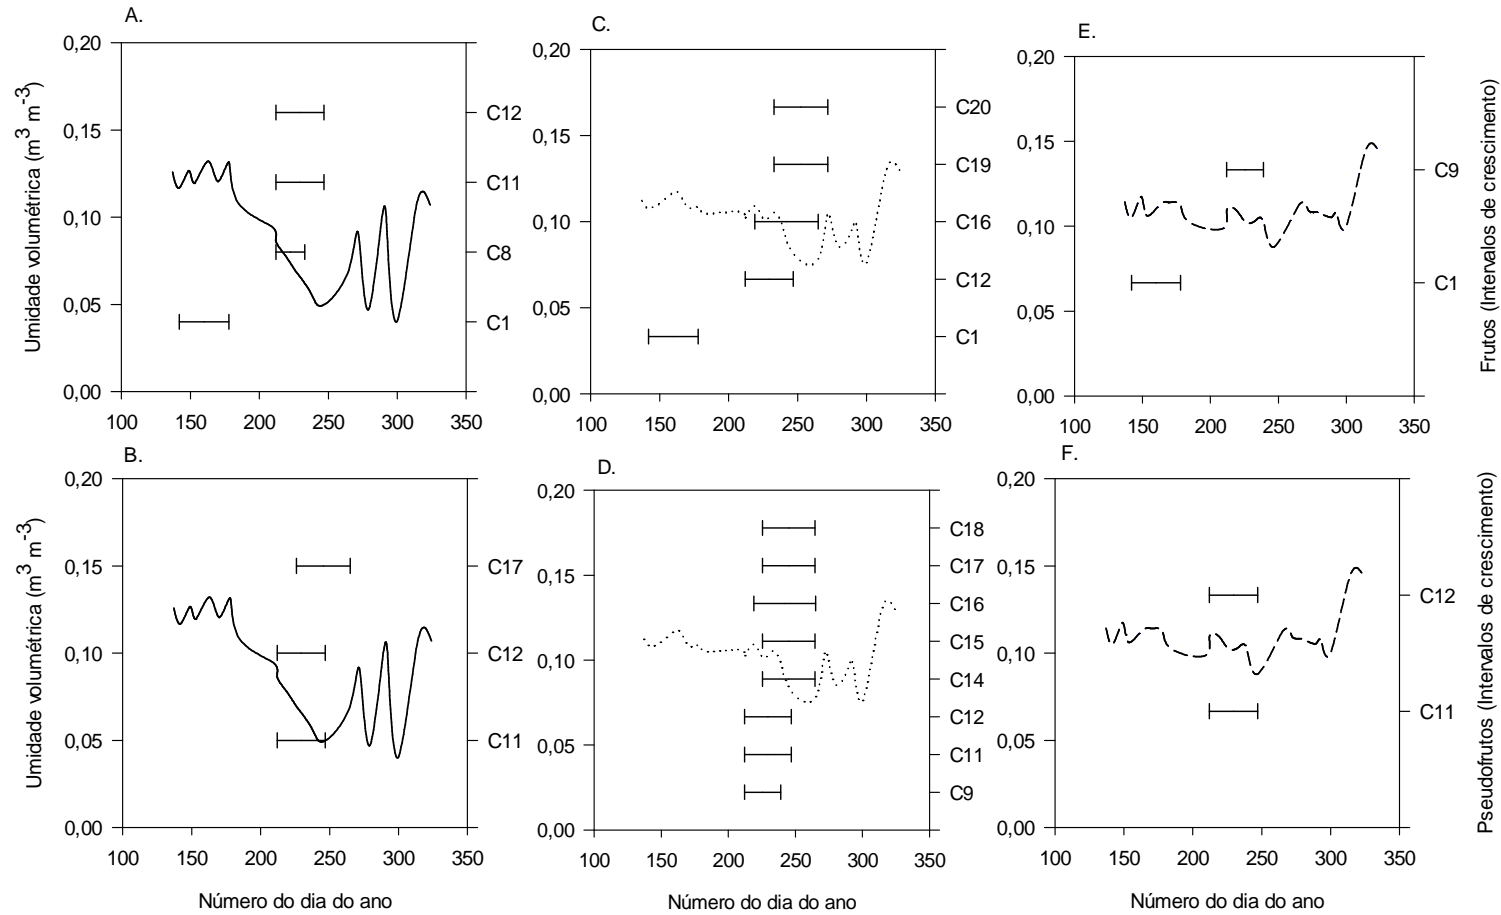 A.
Umidade volumétrica (m³ m⁻³)
0,20
0,15
0,10
0,05
0,00
100 150 200 250 300 350
C12
C11
C8
C1
C.
0,20
0,15
0,10
0,05
0,00
100 150 200 250 300 350
C20
C19
C16
C12
C1
E.
0,20
0,15
0,10
0,05
0,00
100 150 200 250 300 350
C9
C1
Frutos (Intervalos de crescimento)
B.
Umidade volumétrica (m³ m⁻³)
0,20
0,15
0,10
0,05
0,00
100 150 200 250 300 350
C17
C12
C11
Número do dia do ano
D.
0,20
0,15
0,10
0,05
0,00
100 150 200 250 300 350
C18
C17
C16
C15
C14
C12
C11
C9
Número do dia do ano
F.
0,20
0,15
0,10
0,05
0,00
100 150 200 250 300 350
C12
C11
Pseudofrutos (Intervalos de crescimento)
Número do dia do ano